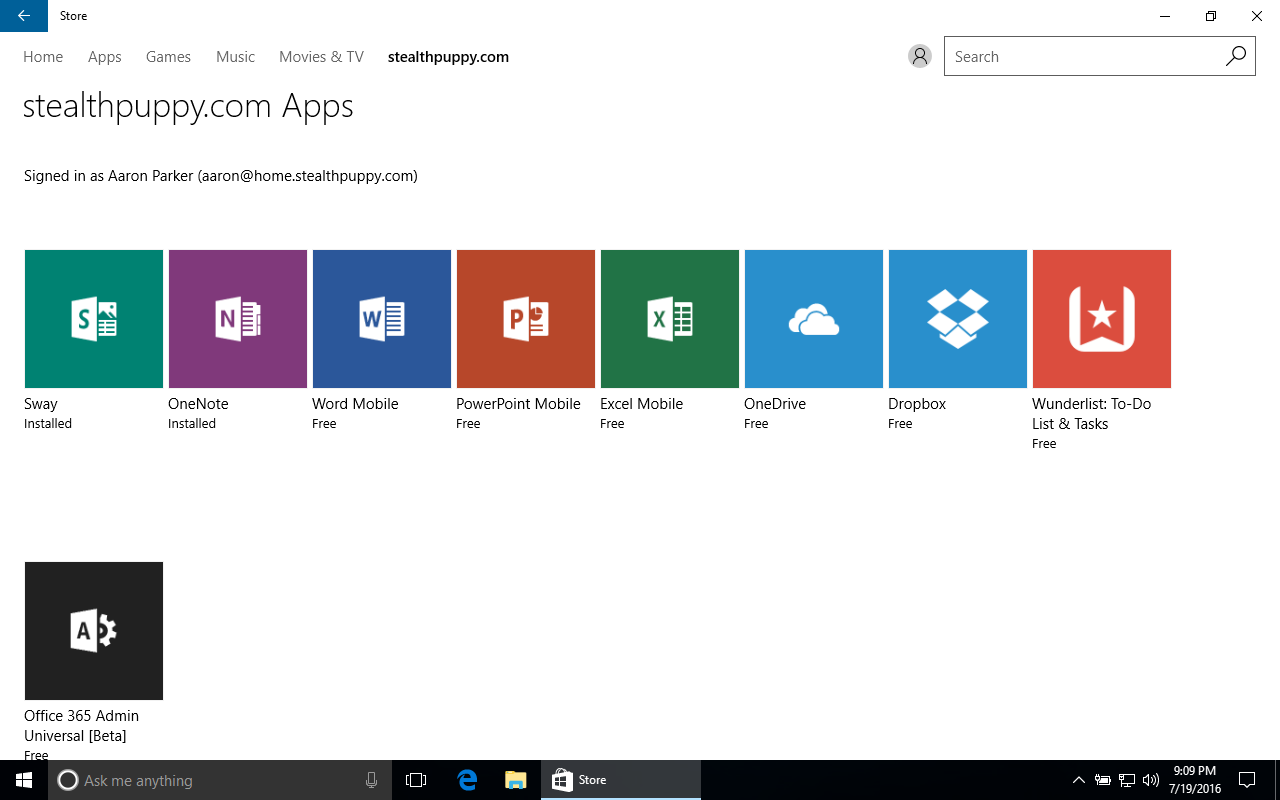 Store
Home Apps Games Music Movies & TV stealthpuppy.com
Search
stealthpuppy.com Apps
Signed in as Aaron Parker (aaron@home.stealthpuppy.com)
S N W P X
Sway OneNote Word Mobile PowerPoint Mobile Excel Mobile OneDrive Dropbox Wunderlist: To-Do
List & Tasks
Installed Installed Free Free Free Free Free
Free
A
Office 365 Admin
Universal [Beta]
Free
Ask me anything
Store
9:09 PM
7/19/2016